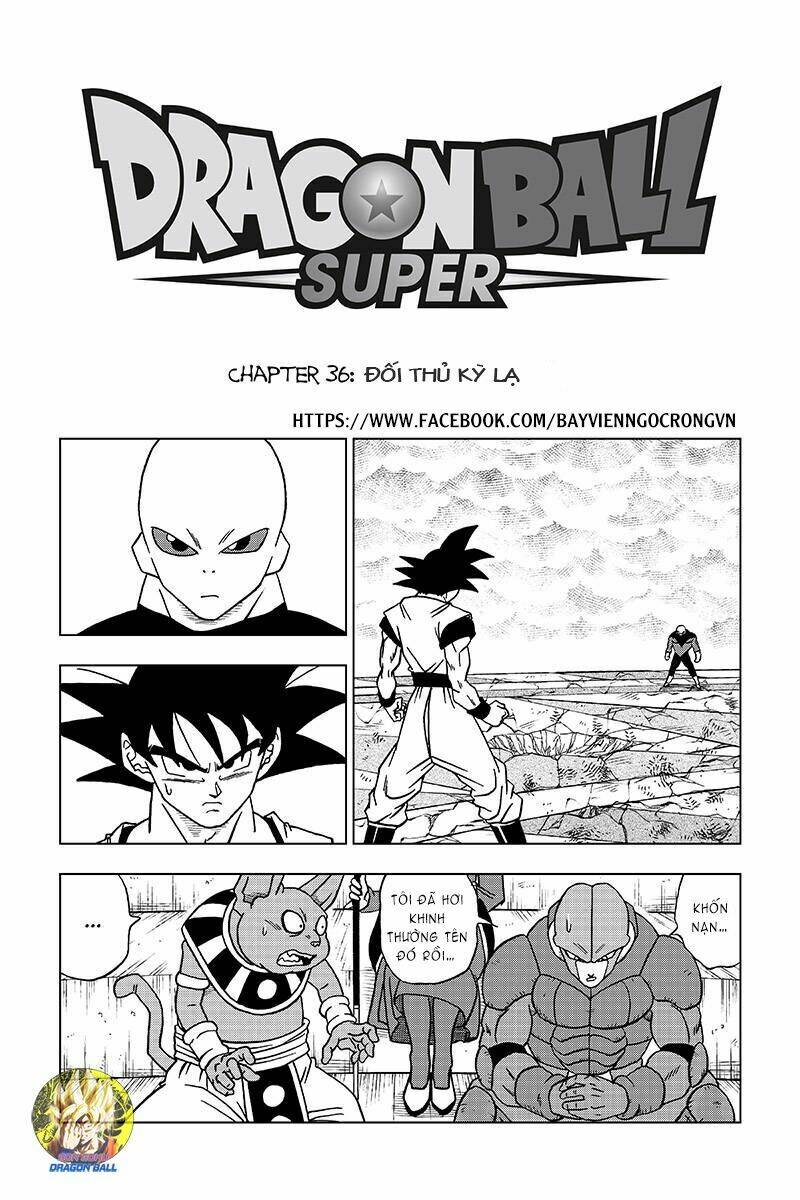 DRAGON BALL
SUPER
CHAPTER 36: ĐỐI THỦ KỲ LẠ
HTTPS://WWW.FACEBOOK.COM/BAYVIENNGOCRONGVN
KHỐN
NẠN...
TÔI ĐÃ HƠI
KHINH
THƯỜNG TÊN
ĐÓ RỒI...
...
DRAGON BALL